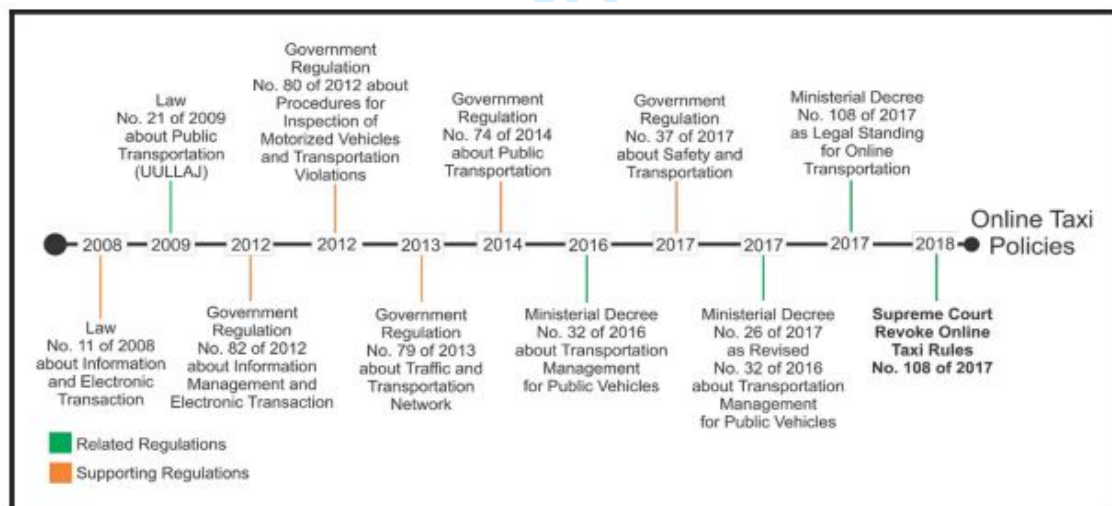 Government
Regulation
No. 80 of 2012 about
Procedures for
Inspection of
Motorized Vehicles
and Transportation
Violations
Law
No. 21 of 2009
about Public
Transportation
(UULLAJ)
Government
Regulation
No. 74 of 2014
about Public
Transportation
Government
Regulation
No. 37 of 2017
about Safety and
Transportation
Ministerial Decree
No. 108 of 2017
as Legal Standing
for Online
Transportation
2008
2009
2012
2012
2013
2014
2016
2017
2017
2017
2018
Online Taxi
Policies
Law
No. 11 of 2008
about Information
and Electronic
Transaction
Government
Regulation
No. 82 of 2012
about Information
Management and
Electronic Transaction
Government
Regulation
No. 79 of 2013
about Traffic and
Transportation
Network
Ministerial Decree
No. 32 of 2016
about Transportation
Management
for Public Vehicles
Ministerial Decree
No. 26 of 2017
as Revised
No. 32 of 2016
about Transportation
Management
for Public Vehicles
Supreme Court
Revoke Online
Taxi Rules
No. 108 of 2017
Related Regulations
Supporting Regulations